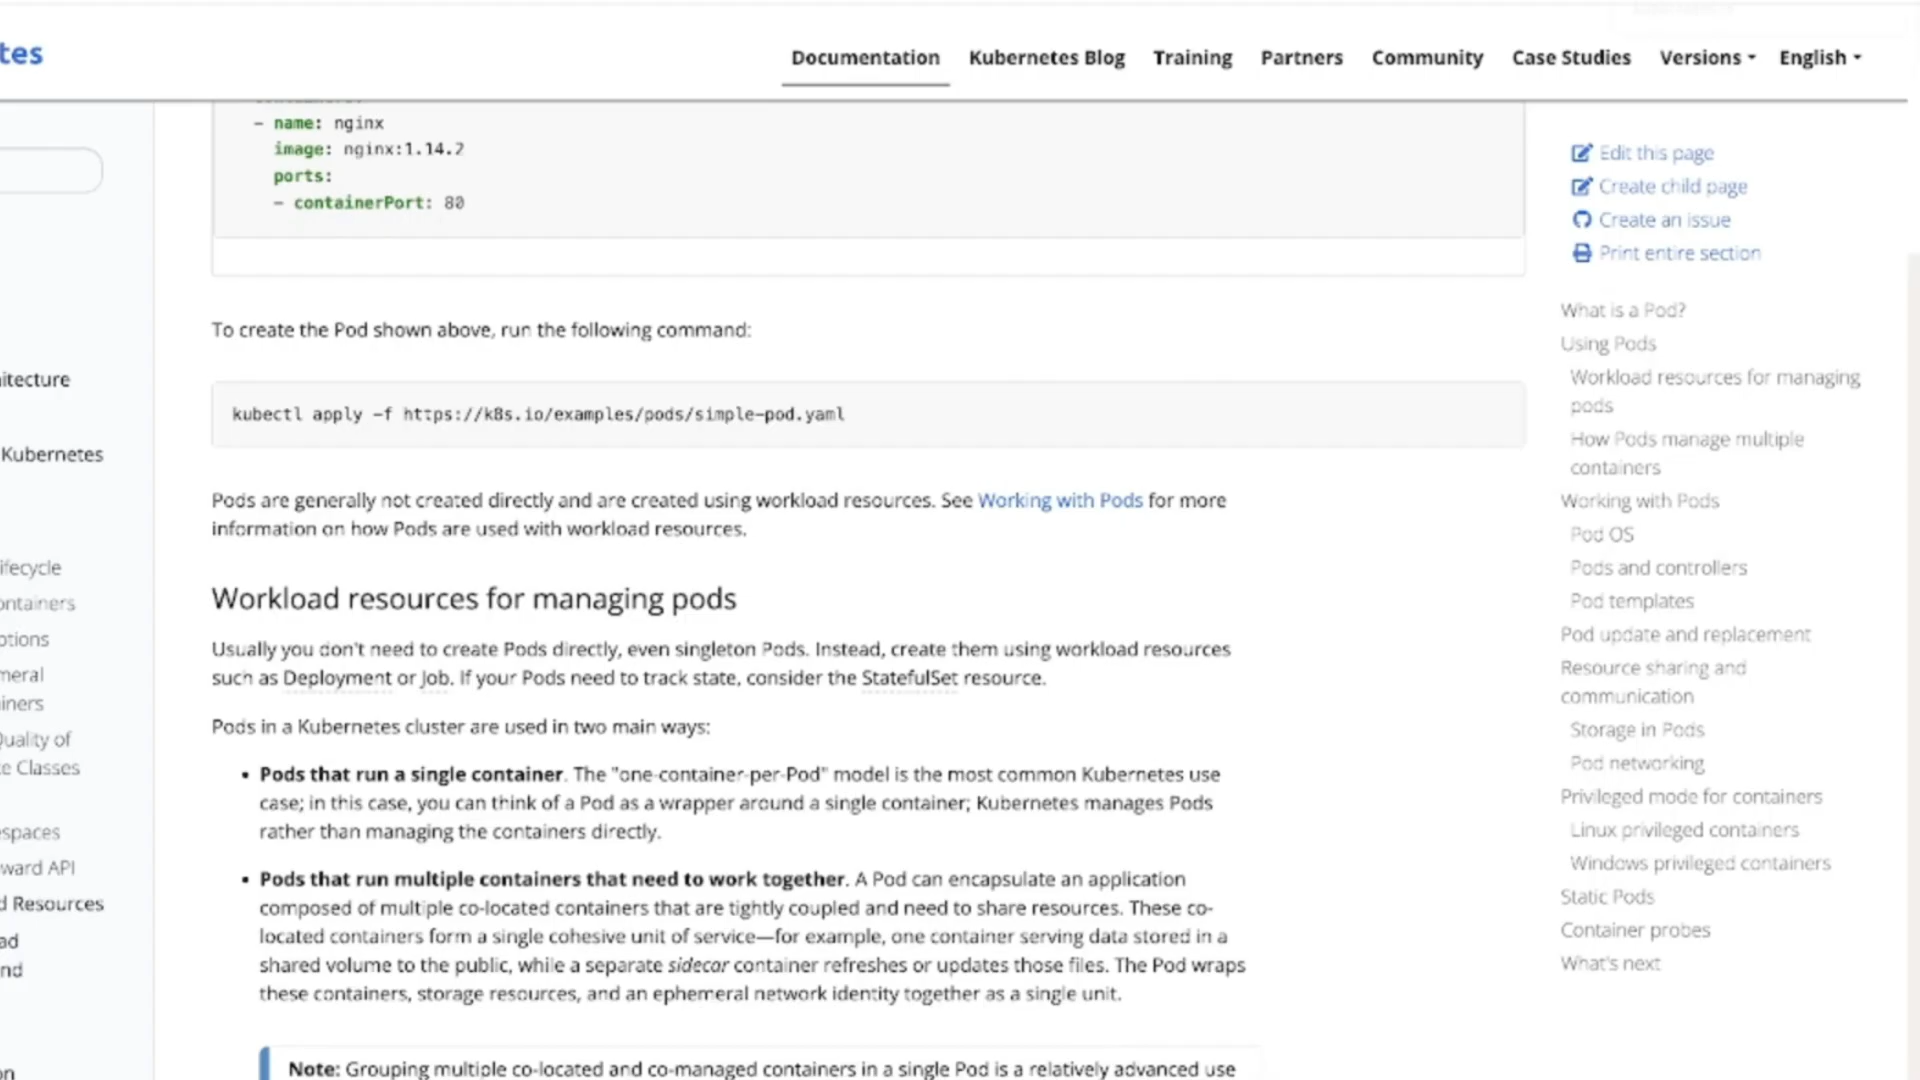 tes
Documentation
Kubernetes Blog
Training
Partners
Community
Case Studies
Versions
English
itecture
Kubernetes
ifecycle
ontainers
ptions
meral
iners
Quality of
e Classes
espaces
ward API
d Resources
ad
nd
on
- name: nginx
image: nginx:1.14.2
ports:
- containerPort: 80
To create the Pod shown above, run the following command:
kubectl apply -f https://k8s.io/examples/pods/simple-pod.yaml
Pods are generally not created directly and are created using workload resources. See Working with Pods for more
information on how Pods are used with workload resources.
Workload resources for managing pods
Usually you don't need to create Pods directly, even singleton Pods. Instead, create them using workload resources
such as Deployment or Job. If your Pods need to track state, consider the StatefulSet resource.
Pods in a Kubernetes cluster are used in two main ways:
• Pods that run a single container. The "one-container-per-Pod" model is the most common Kubernetes use
case; in this case, you can think of a Pod as a wrapper around a single container; Kubernetes manages Pods
rather than managing the containers directly.
• Pods that run multiple containers that need to work together. A Pod can encapsulate an application
composed of multiple co-located containers that are tightly coupled and need to share resources. These co-
located containers form a single cohesive unit of service—for example, one container serving data stored in a
shared volume to the public, while a separate sidecar container refreshes or updates those files. The Pod wraps
these containers, storage resources, and an ephemeral network identity together as a single unit.
Note: Grouping multiple co-located and co-managed containers in a single Pod is a relatively advanced use
Edit this page
Create child page
Create an issue
Print entire section
What is a Pod?
Using Pods
Workload resources for managing
pods
How Pods manage multiple
containers
Working with Pods
Pod OS
Pods and controllers
Pod templates
Pod update and replacement
Resource sharing and
communication
Storage in Pods
Pod networking
Privileged mode for containers
Linux privileged containers
Windows privileged containers
Static Pods
Container probes
What's next